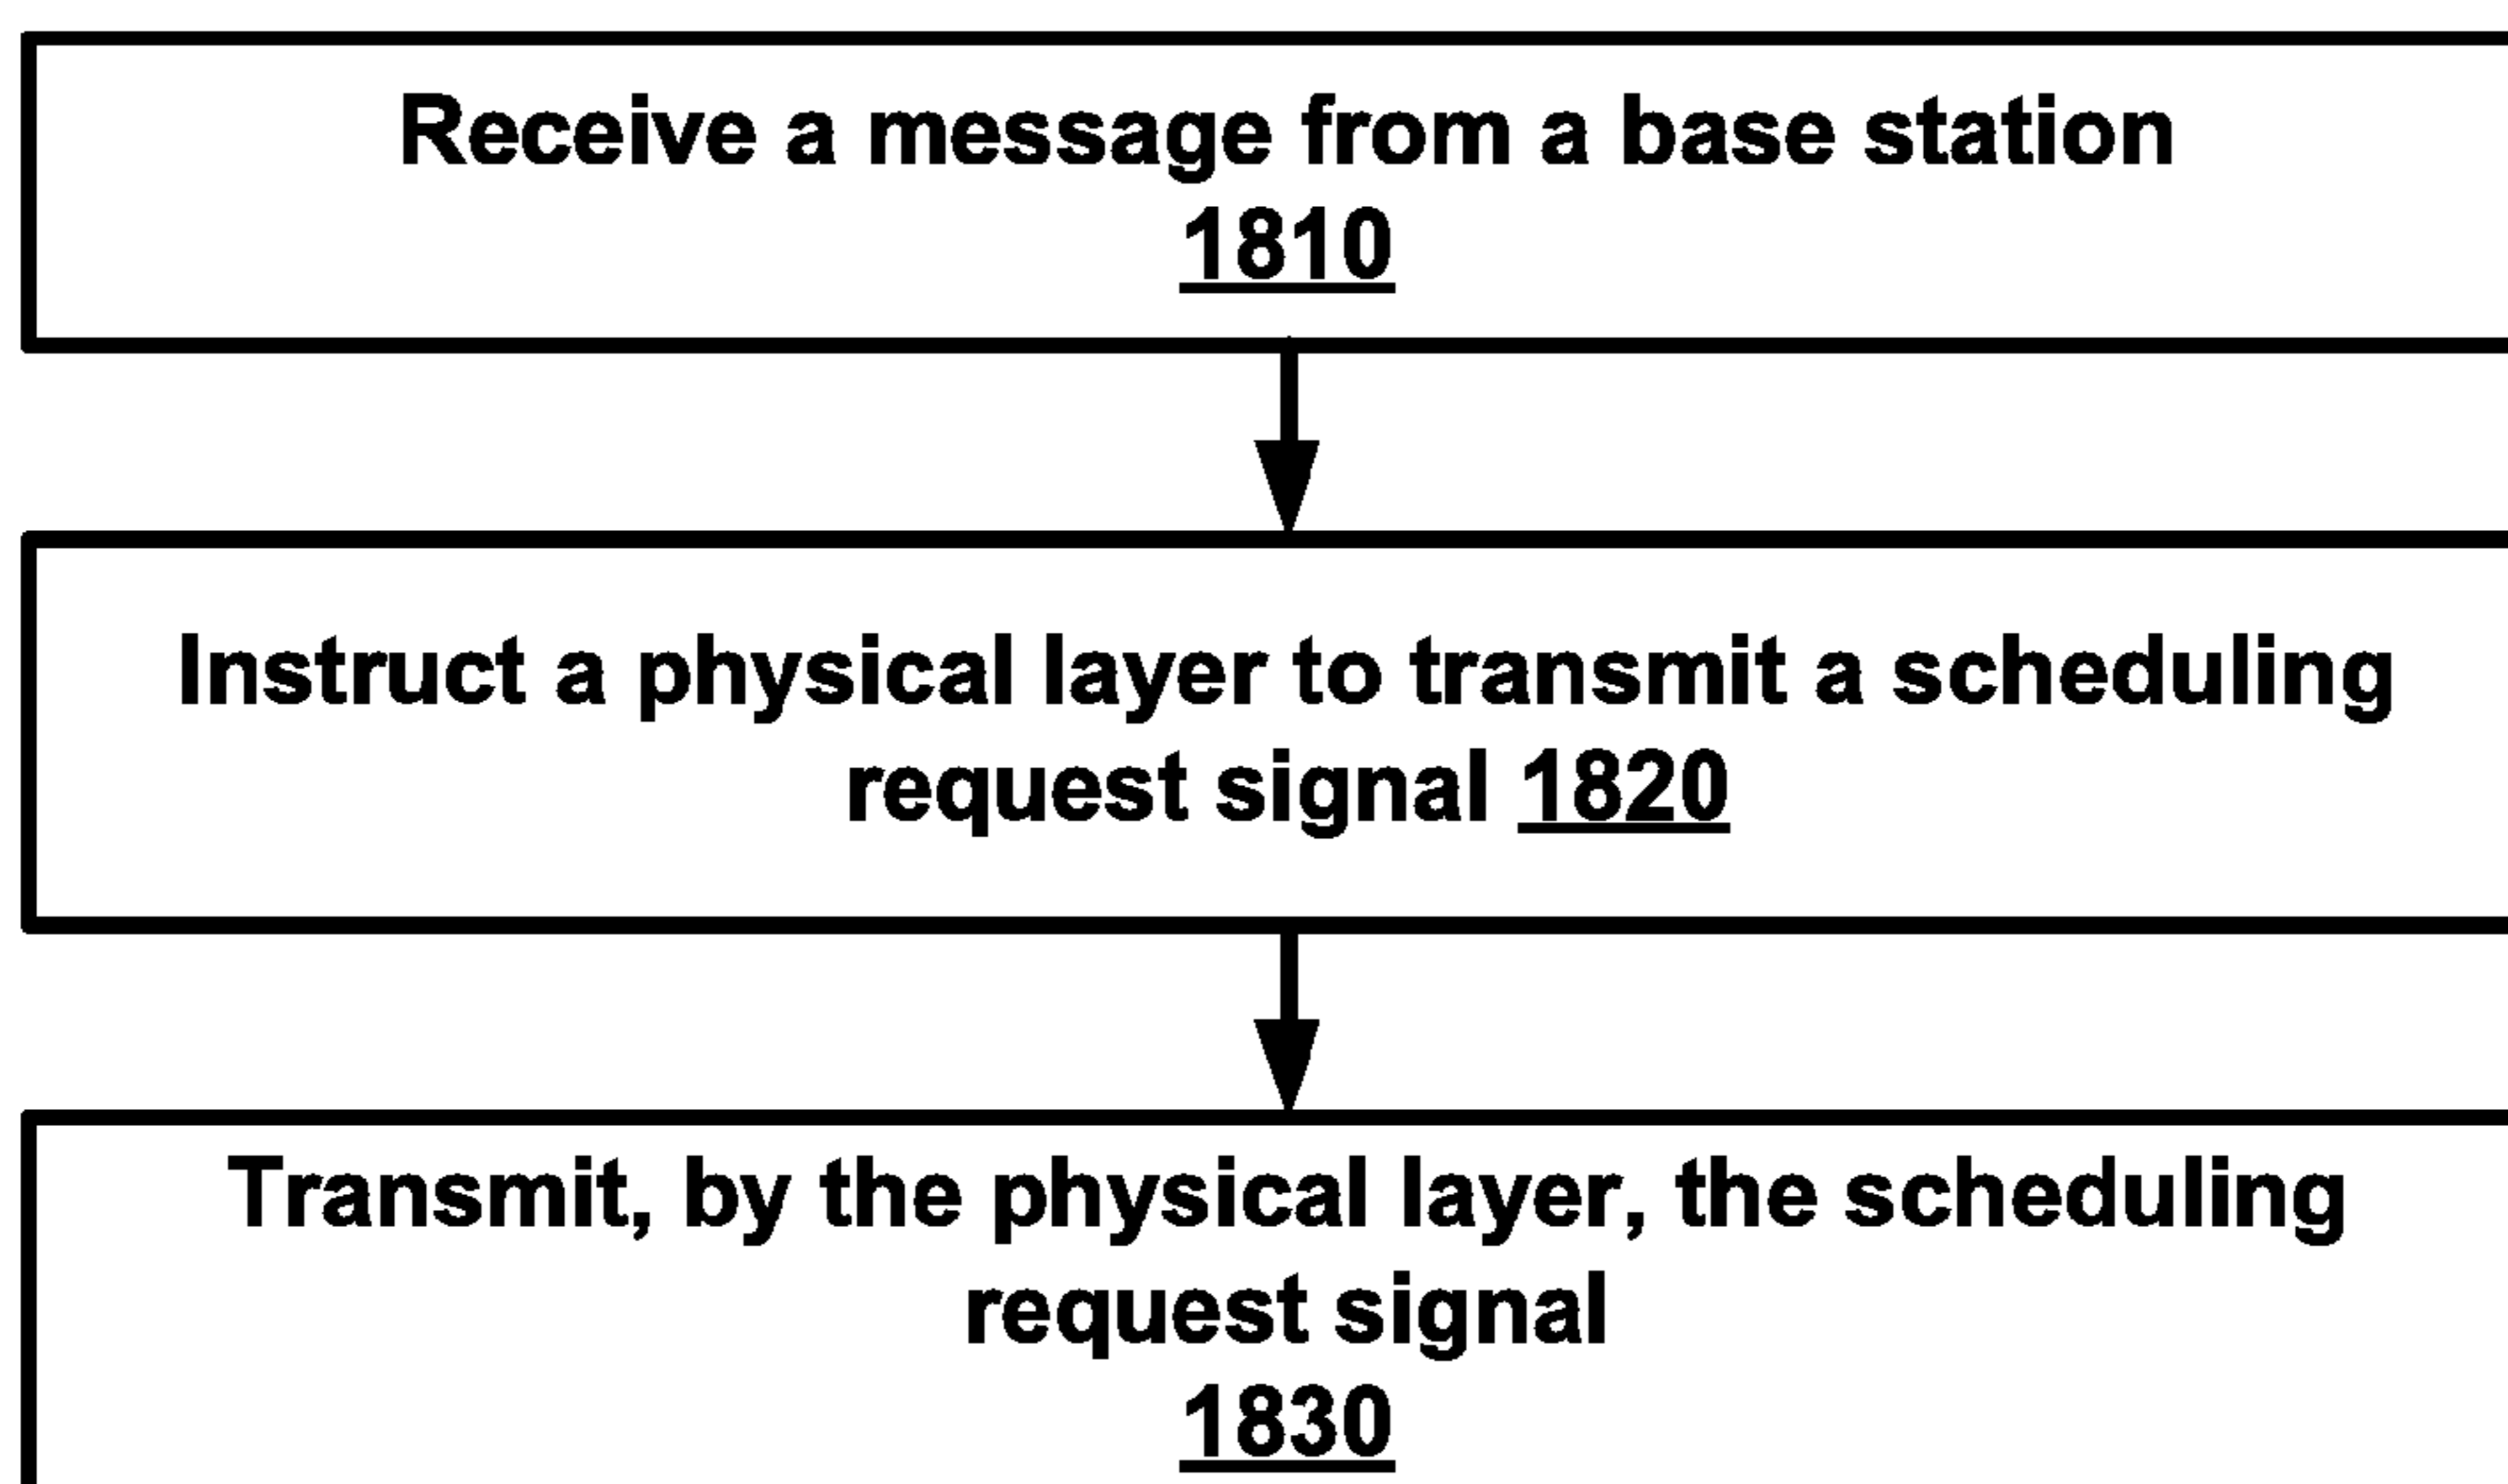 Receive a message from a base station
1810
Instruct a physical layer to transmit a scheduling
request signal 1820
Transmit, by the physical layer, the scheduling
request signal
1830